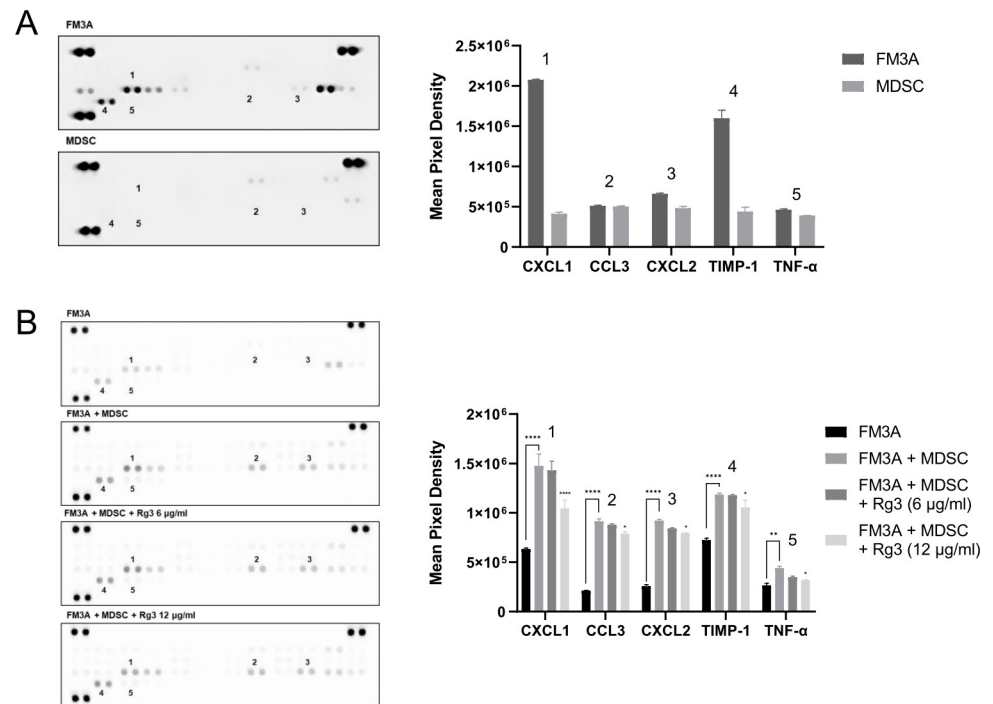 A
FM3A
1
2
3
4
5
MDSC
1
2
3
4
5
2.5×10⁶
2×10⁶
1.5×10⁶
1×10⁶
5×10⁵
0
Mean Pixel Density
1
2
3
4
5
CXCL1 CCL3 CXCL2 TIMP-1 TNF-α
FM3A
MDSC
B
FM3A
1
2
3
4
5
FM3A + MDSC
1
2
3
4
5
FM3A + MDSC + Rg3 6 µg/ml
1
2
3
4
5
FM3A + MDSC + Rg3 12 µg/ml
1
2
3
4
5
2×10⁶
1.5×10⁶
1×10⁶
5×10⁵
0
Mean Pixel Density
**** 1
****
**** 2
*
**** 3
*
**** 4
*
** 5
*
CXCL1 CCL3 CXCL2 TIMP-1 TNF-α
FM3A
FM3A + MDSC
FM3A + MDSC
+ Rg3 (6 µg/ml)
FM3A + MDSC
+ Rg3 (12 µg/ml)